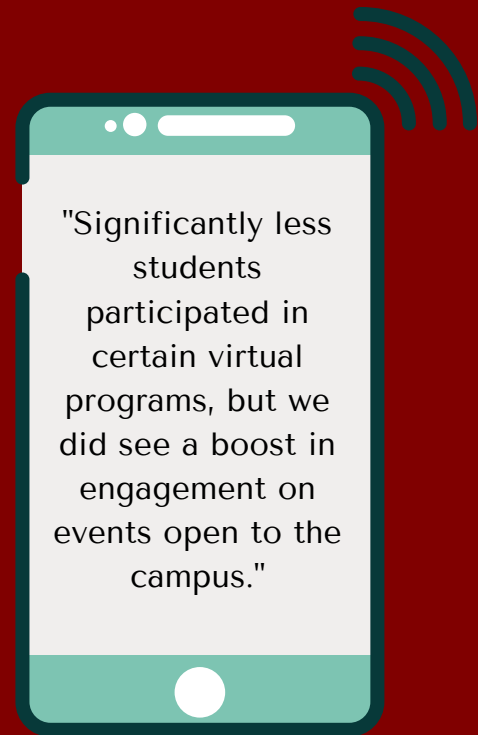 "Significantly less
students
participated in
certain virtual
programs, but we
did see a boost in
engagement on
events open to the
campus."